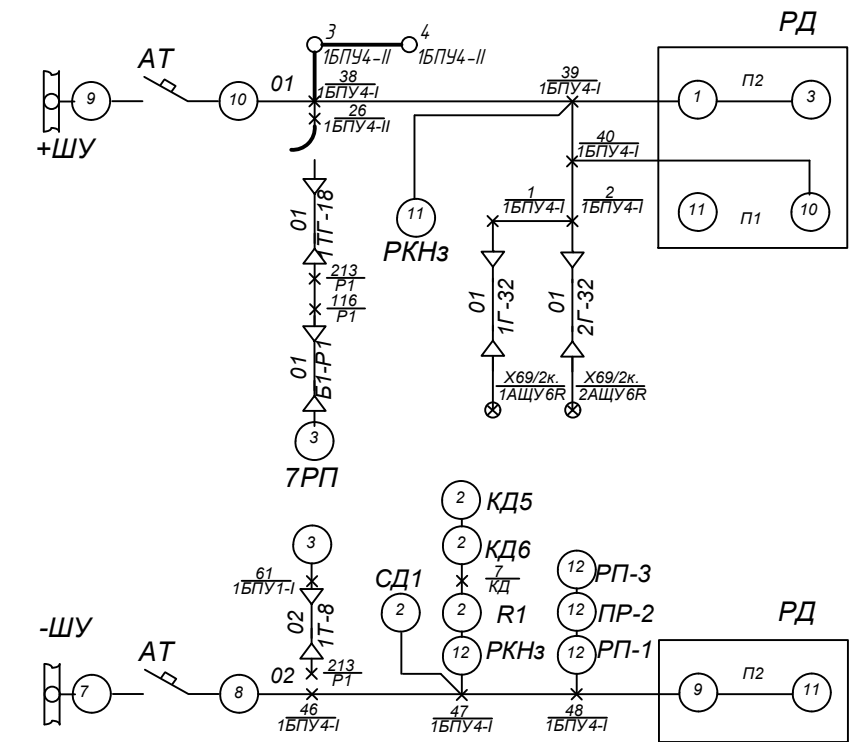 РД
3
4
АТ
1БПУ4-II
1БПУ4-II
01
38
1БПУ4-I
39
1БПУ4-I
9
10
1
П2
3
26
1БПУ4-II
+ШУ
40
1БПУ4-I
1
1БПУ4-I
2
1БПУ4-I
11
11
П1
10
РКНз
01
1ТГ-18
213
Р1
116
Р1
01
1Г-32
01
2Г-32
01
Б1-Р1
Х69/2к.
1АЩУ6R
Х69/2к.
2АЩУ6R
3
7РП
2
КД5
3
2
КД6
61
1БПУ1-I
СД1
7
КД
12
РП-3
2
2
R1
12
ПР-2
02
1Т-8
-ШУ
РД
АТ
12
РКНз
12
РП-1
213
Р1
02
П2
7
8
9
11
46
1БПУ4-I
47
1БПУ4-I
48
1БПУ4-I